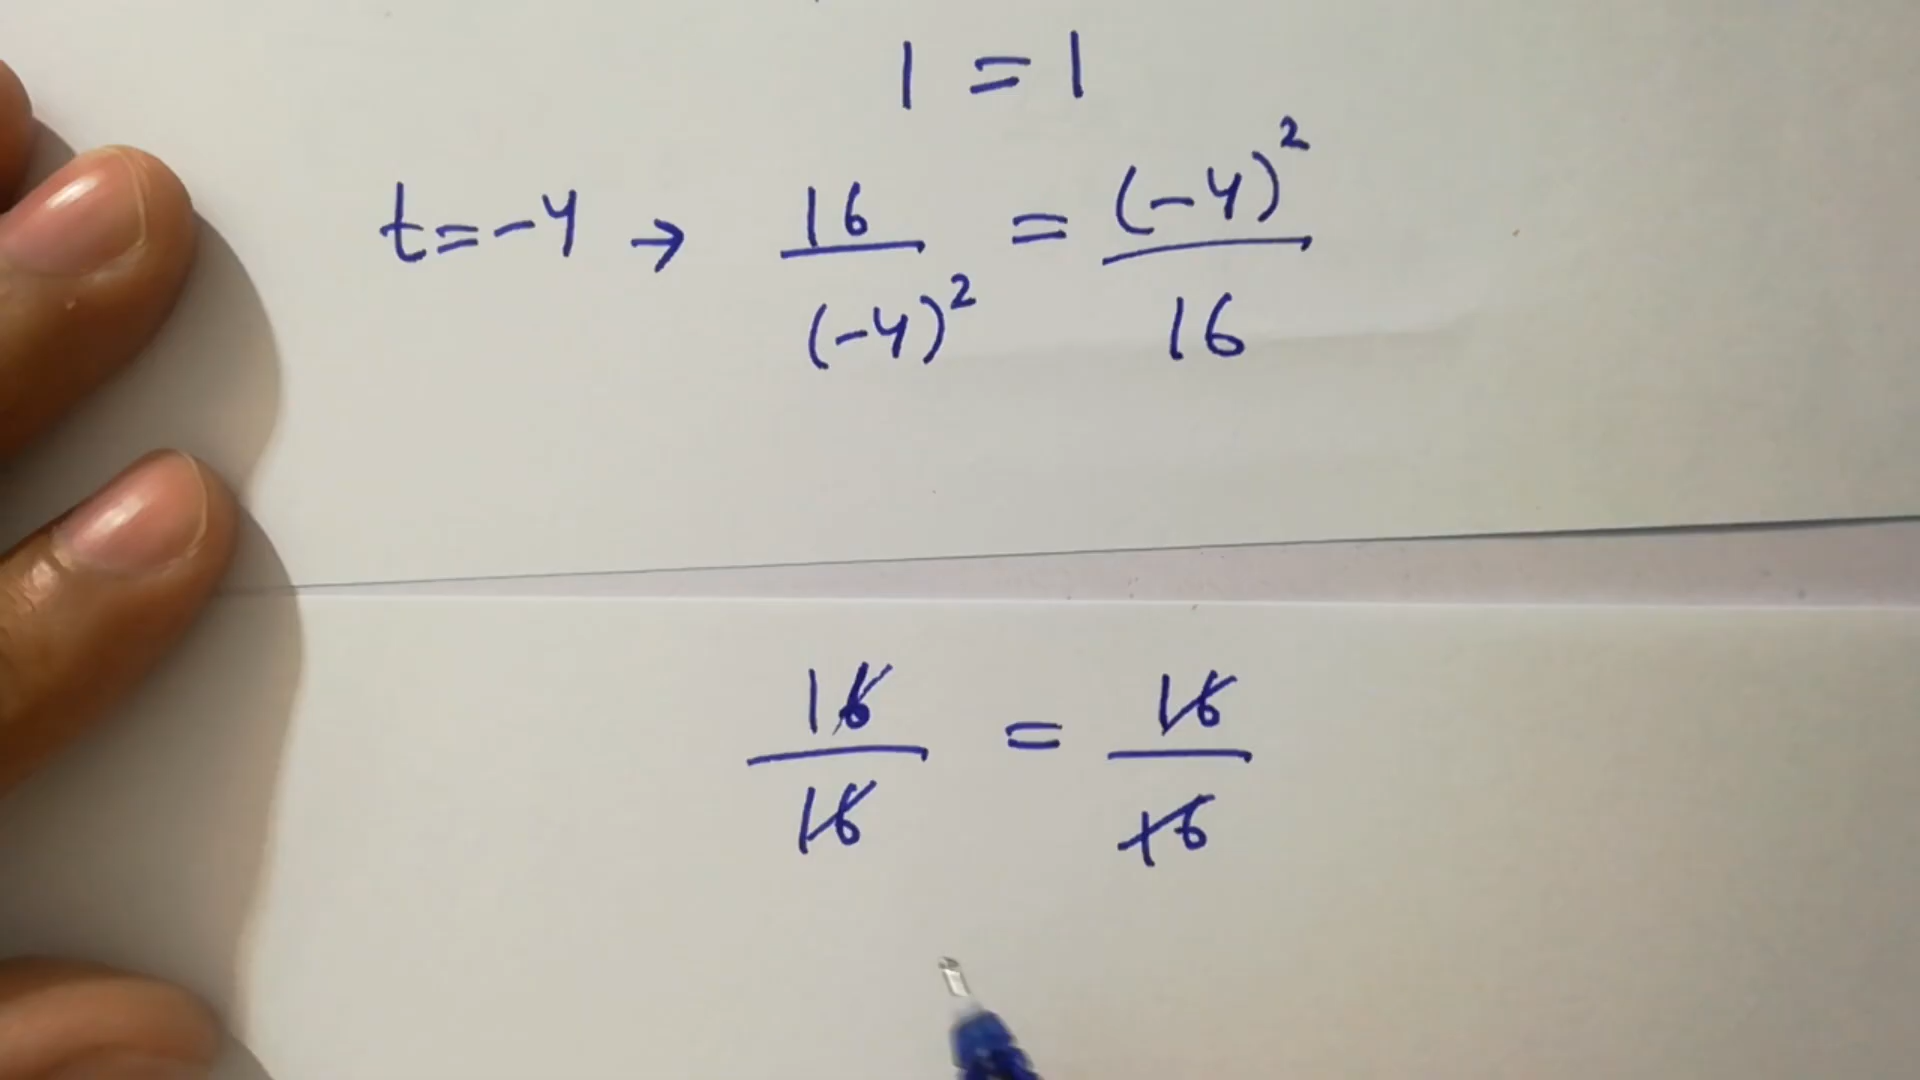 1 = 1
t=-4 → 16/(-4)² = (-4)²/16
16/16 = 16/16